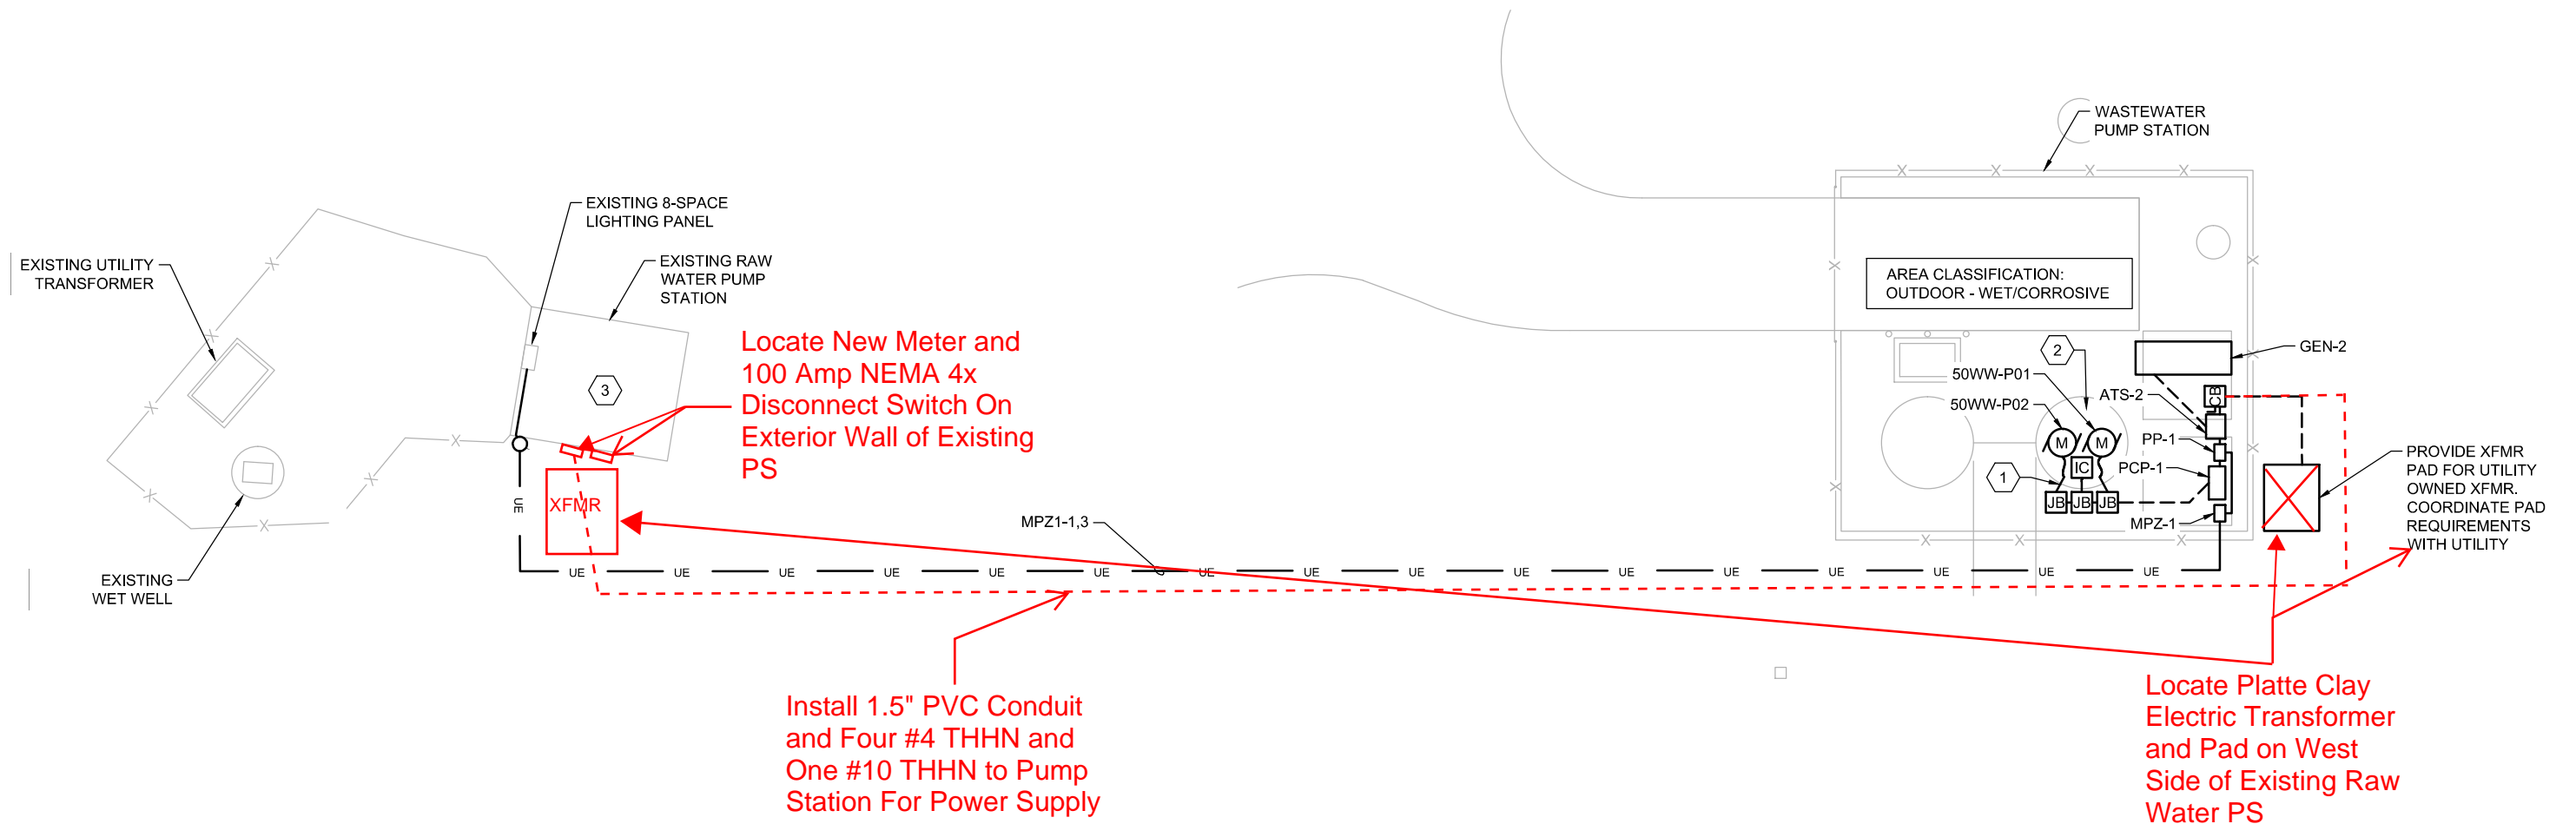 WASTEWATER
PUMP STATION
EXISTING 8-SPACE
LIGHTING PANEL
EXISTING UTILITY
TRANSFORMER
EXISTING RAW
WATER PUMP
STATION
AREA CLASSIFICATION:
OUTDOOR - WET/CORROSIVE
Locate New Meter and
100 Amp NEMA 4x
Disconnect Switch On
Exterior Wall of Existing
PS
3
2
GEN-2
50WW-P01
50WW-P02
ATS-2
CB
M
M
PP-1
IC
PCP-1
1
JB
JB
JB
MPZ-1
PROVIDE XFMR
PAD FOR UTILITY
OWNED XFMR.
COORDINATE PAD
REQUIREMENTS
WITH UTILITY
XFMR
UE
MPZ1-1,3
EXISTING
WET WELL
UE UE UE UE UE UE UE UE UE UE UE UE UE UE UE UE
Install 1.5" PVC Conduit
and Four #4 THHN and
One #10 THHN to Pump
Station For Power Supply
Locate Platte Clay
Electric Transformer
and Pad on West
Side of Existing Raw
Water PS